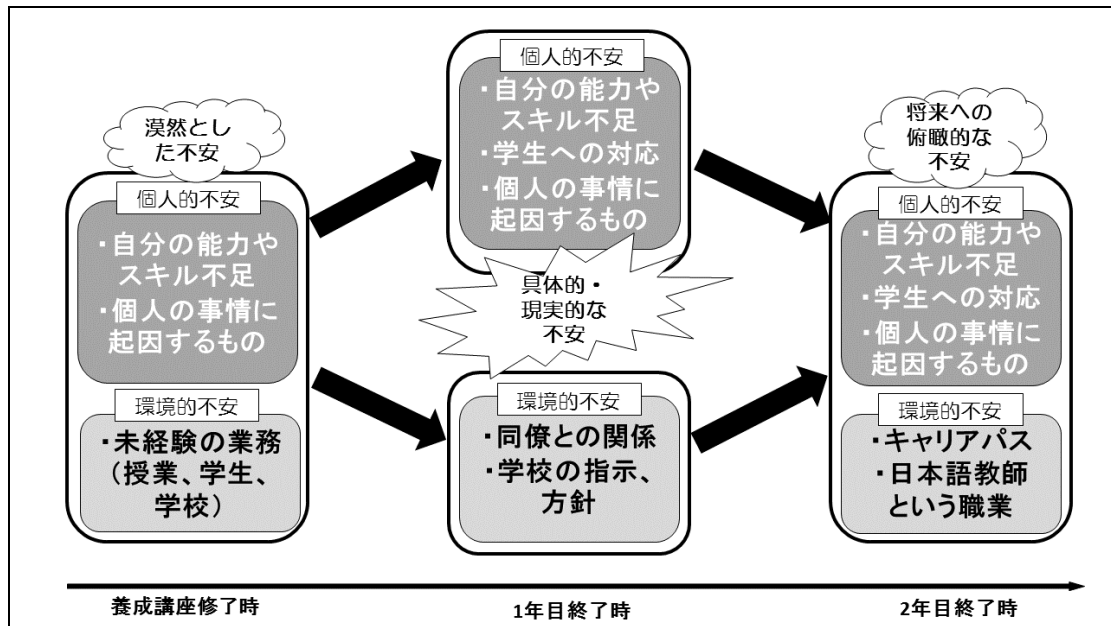 漠然とし
た不安
個人的不安
・自分の能力や
スキル不足
・個人の事情に
起因するもの
環境的不安
・未経験の業務
(授業、学生、
学校)
個人的不安
・自分の能力や
スキル不足
・学生への対応
・個人の事情に
起因するもの
具体的・
現実的な
不安
環境的不安
・同僚との関係
・学校の指示、
方針
将来への
俯瞰的な
不安
個人的不安
・自分の能力や
スキル不足
・学生への対応
・個人の事情に
起因するもの
環境的不安
・キャリアパス
・日本語教師
という職業
養成講座修了時
1年目終了時
2年目終了時